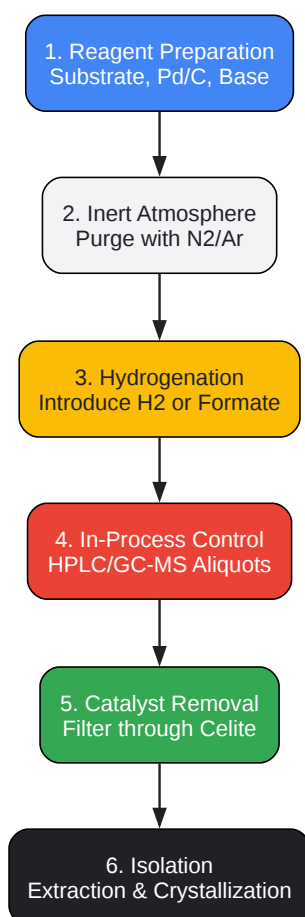 1. Reagent Preparation
Substrate, Pd/C, Base
2. Inert Atmosphere
Purge with N2/Ar
3. Hydrogenation
Introduce H2 or Formate
4. In-Process Control
HPLC/GC-MS Aliquots
5. Catalyst Removal
Filter through Celite
6. Isolation
Extraction & Crystallization